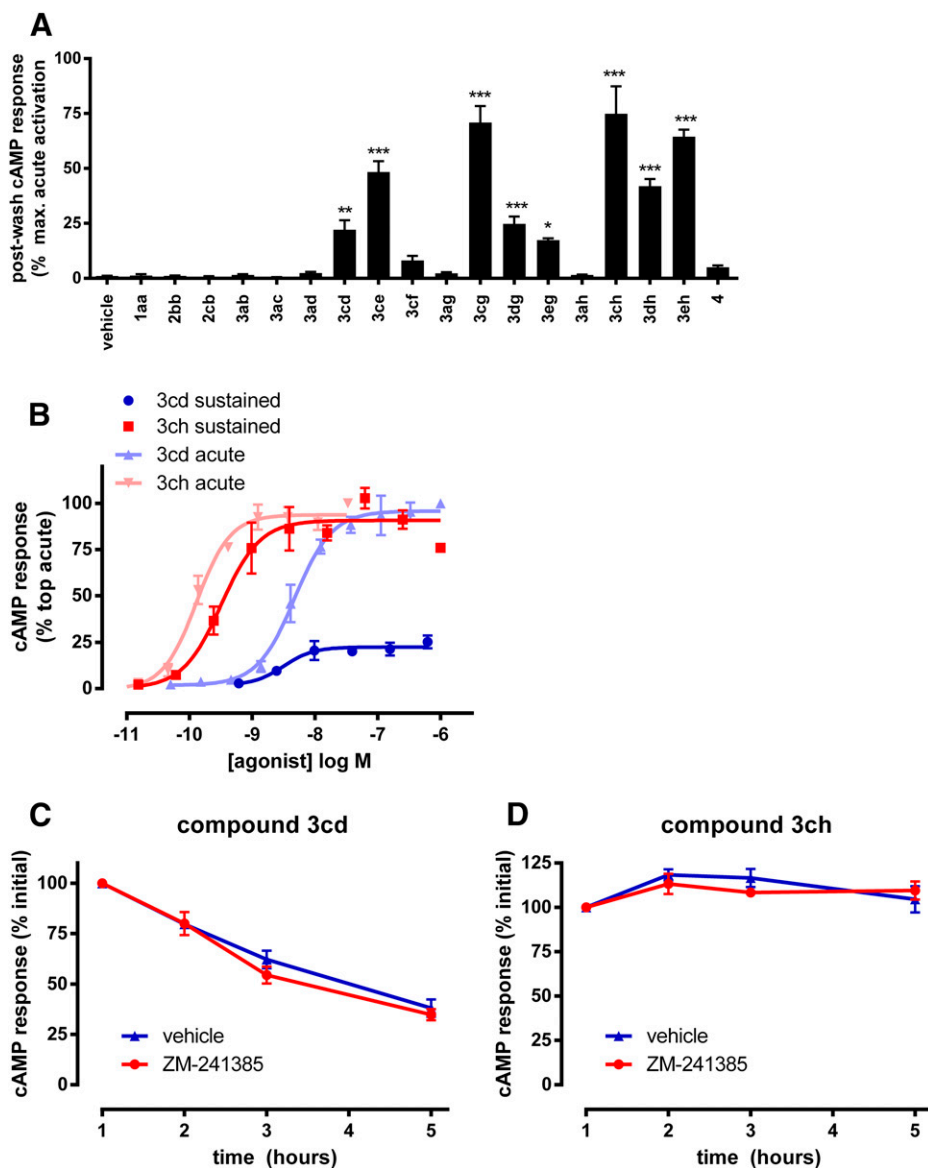 A
post-wash cAMP response
(% max. acute activation)
100
75
50
25
0
** *** *** *** * *** *** ***
vehicle 1aa 2bb 2cb 3ab 3ac 3ad 3cd 3ce 3cf 3ag 3cg 3dg 3eg 3ah 3ch 3dh 3eh 4
B
3cd sustained
3ch sustained
3cd acute
3ch acute
cAMP response
(% top acute)
100
75
50
25
0
-11 -10 -9 -8 -7 -6
[agonist] log M
C
compound 3cd
cAMP response (% initial)
100
75
50
25
0
vehicle
ZM-241385
1 2 3 4 5
time (hours)
D
compound 3ch
cAMP response (% initial)
125
100
75
50
25
0
vehicle
ZM-241385
1 2 3 4 5
time (hours)